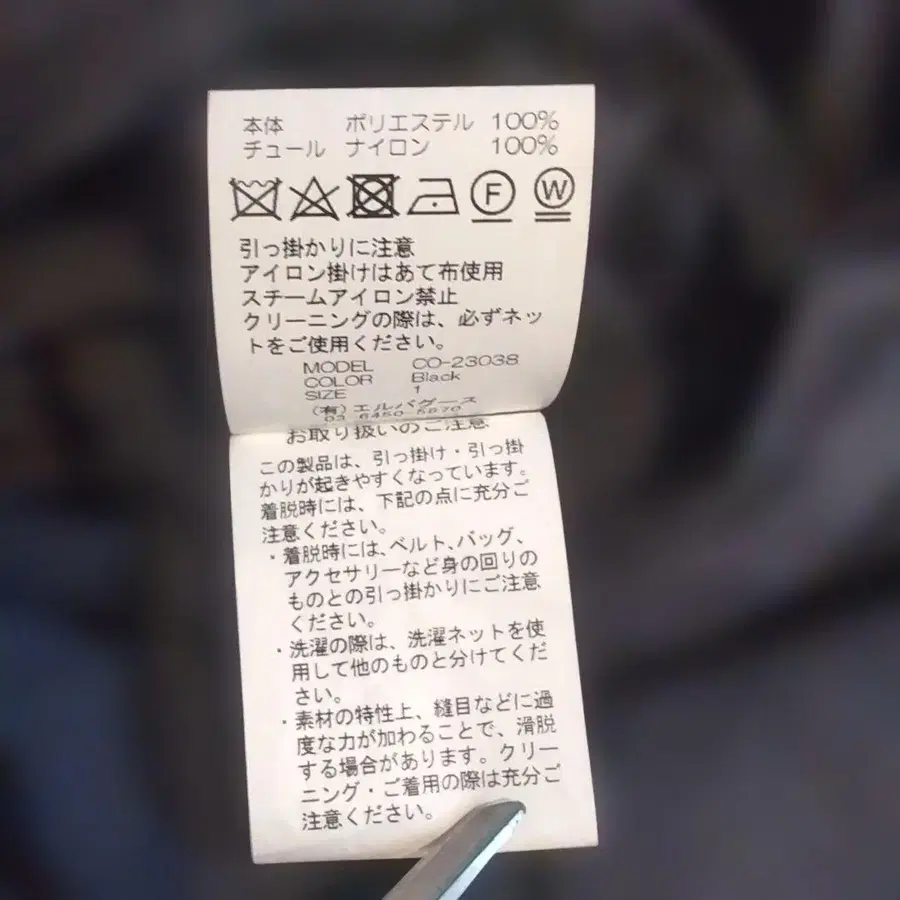 本体 ポリエステル 100%
チュール ナイロン 100%
F W
引っ掛かりに注意
アイロン掛けはあて布使用
スチームアイロン禁止
クリーニングの際は、必ずネッ
トをご使用ください。
MODEL CO-23038
COLOR Black
SIZE 1
(有)エルバグース
03-6450-5670
お取り扱いのご注意
この製品は、引っ掛け・引っ掛
かりが起きやすくなっています。
着脱時には、下記の点に充分ご
注意ください。
・着脱時には、ベルト、バッグ、
アクセサリーなど身の回りの
ものとの引っ掛かりにご注意
ください。
・洗濯の際は、洗濯ネットを使
用して他のものと分けてくだ
さい。
・素材の特性上、縫目などに過
度な力が加わることで、滑脱
する場合があります。クリー
ニング・ご着用の際は充分ご
注意ください。